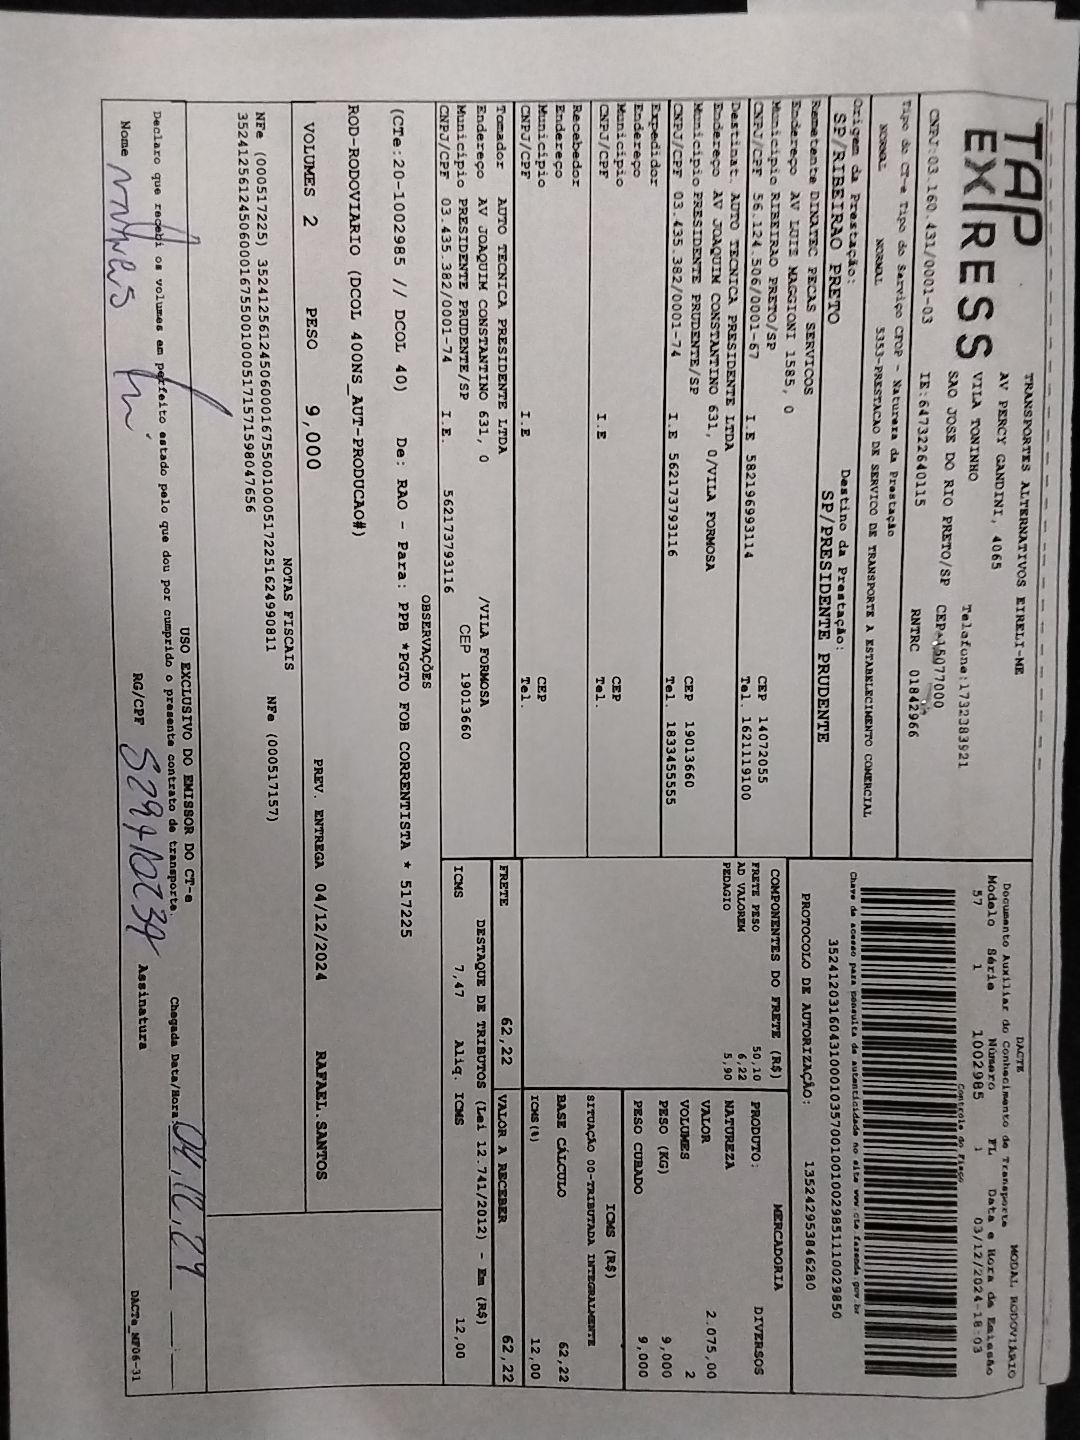 TAP EXPRESS
TRANSPORTES ALTERNATIVOS EIRELI-ME
AV PERCY GANDINI, 4065
VILA TONINHO
Telefone:1732383921
SAO JOSE DO RIO PRETO/SP CEP:15077000
CNPJ:03.160.431/0001-03 IE:647322640115 RNTRC 01842966
Tipo do CT-e Tipo do Serviço CFOP - Natureza da Prestação
NORMAL NORMAL 5353-PRESTACAO DE SERVICO DE TRANSPORTE A ESTABELECIMENTO COMERCIAL
Origem da Prestação: Destino da Prestação:
SP/RIBEIRAO PRETO SP/PRESIDENTE PRUDENTE
Remetente DINATEC PECAS SERVICOS
Endereço AV LUIS MAGGIONI 1585, 0 CEP 14072055
Municipio RIBEIRAO PRETO/SP Tel. 1621119100
CNPJ/CPF 56.124.506/0001-67 I.E 582196993114
Destinat. AUTO TECNICA PRESIDENTE LTDA
Endereço AV JOAQUIM CONSTANTINO 631, 0/VILA FORMOSA
Municipio PRESIDENTE PRUDENTE/SP CEP 19013660
CNPJ/CPF 03.435.382/0001-74 I.E 562173793116 Tel. 1833455555
Expedidor
Endereço
Municipio CEP
CNPJ/CPF I.E Tel.
Recebedor
Endereço
Municipio CEP
CNPJ/CPF I.E Tel.
Tomador AUTO TECNICA PRESIDENTE LTDA
Endereço AV JOAQUIM CONSTANTINO 631, 0 /VILA FORMOSA
Municipio PRESIDENTE PRUDENTE/SP CEP 19013660
CNPJ/CPF 03.435.382/0001-74 I.E. 562173793116
DACTE MODAL RODOVIÁRIO
Documento Auxiliar do Conhecimento de Transporte
Modelo Série Número FL Data e Hora de Emissão
57 1 1002985 1 03/12/2024-18:03
Controle do Fisco
Chave de acesso para consulta de autenticidade no site www.cte.fazenda.gov.br
35241203160431000103570010010029851110029850
PROTOCOLO DE AUTORIZAÇÃO: 135242953846280
COMPONENTES DO FRETE (R$)
FRETE PESO 50,10
AD VALOREM 6,22
PEDAGIO 5,90
MERCADORIA
PRODUTO: DIVERSOS
NATUREZA
VALOR 2.075,00
VOLUMES 2
PESO (KG) 9,000
PESO CUBADO 9,000
ICMS (R$)
SITUAÇÃO 00-TRIBUTADA INTEGRALMENTE
BASE CÁLCULO 62,22
ICMS(%) 12,00
FRETE 62,22 VALOR A RECEBER 62,22
DESTAQUE DE TRIBUTOS (Lei 12.741/2012) - Em (R$)
ICMS 7,47 Aliq. ICMS 12,00
OBSERVAÇÕES
(CTe:20-1002985 // DCOL 40) De: RAO - Para: PPB *PGTO FOB CORRENTISTA * 517225
ROD-RODOVIARIO (DCOL 400NS_AUT-PRODUCAO#)
VOLUMES 2 PESO 9,000 PREV. ENTREGA 04/12/2024 RAFAEL.SANTOS
NOTAS FISCAIS
NFe (000517225) 35241256124506000167550010005172251624990811 NFe (000517157)
35241256124506000167550010005171571598047656
USO EXCLUSIVO DO EMISSOR DO CT-e
Declaro que recebi os volumes em perfeito estado pelo que dou por cumprido o presente contrato de transporte. Chegada Data/Hora 04.12.24
Nome RG/CPF Assinatura
DACTe_MF06-31